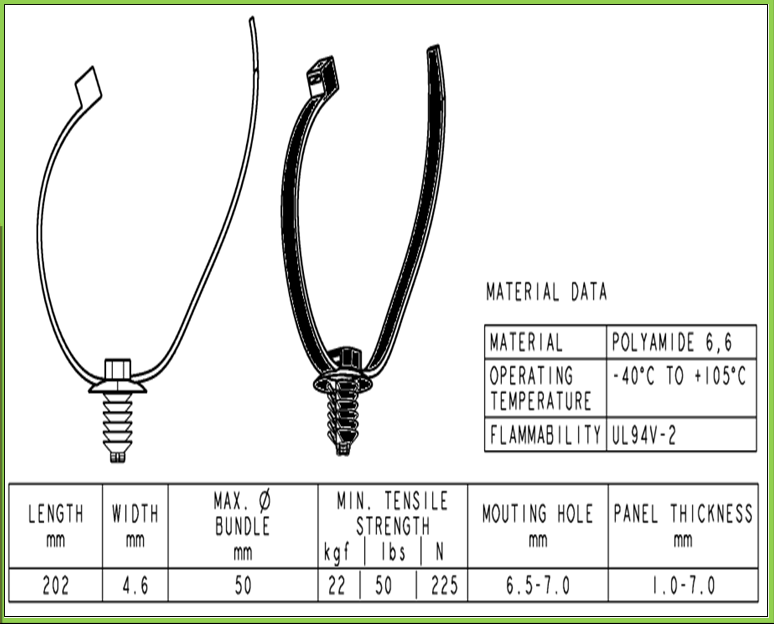 MATERIAL DATA
MATERIAL POLYAMIDE 6,6
OPERATING TEMPERATURE -40°C TO +105°C
FLAMMABILITY UL94V-2
LENGTH mm WIDTH mm MAX. Ø BUNDLE mm MIN. TENSILE STRENGTH kgf lbs N MOUTING HOLE mm PANEL THICKNESS mm
202 4.6 50 22 50 225 6.5-7.0 1.0-7.0